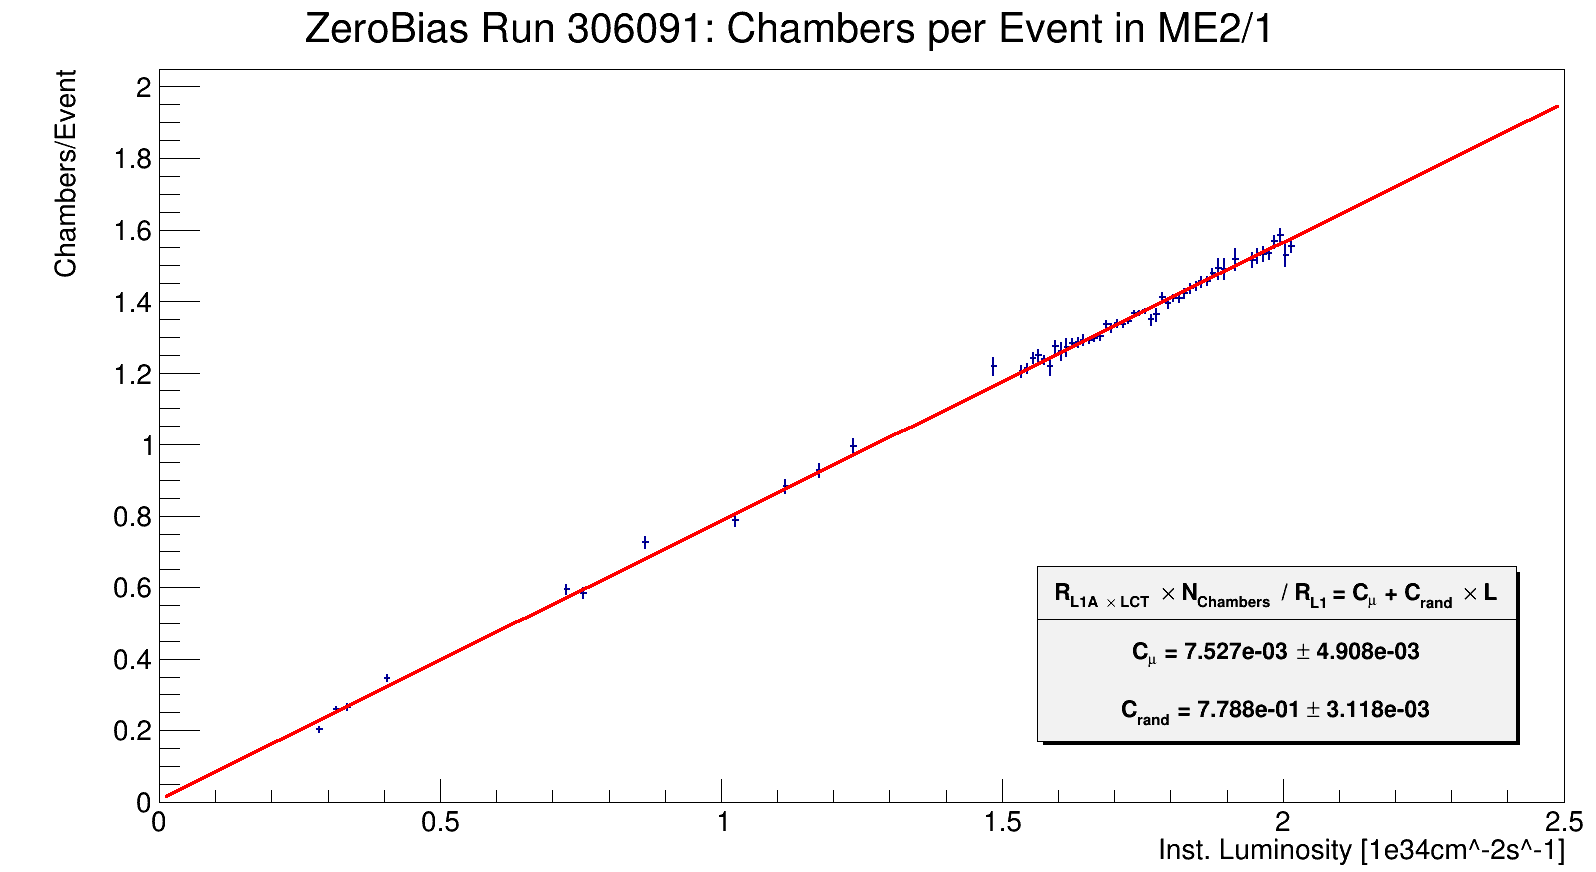 ZeroBias Run 306091: Chambers per Event in ME2/1
Chambers/Event
2
1.8
1.6
1.4
1.2
1
0.8
0.6
0.4
0.2
0
R_L1A × LCT × N_Chambers / R_L1 = C_μ + C_rand × L
C_μ = 7.527e-03 ± 4.908e-03
C_rand = 7.788e-01 ± 3.118e-03
0 0.5 1 1.5 2 2.5
Inst. Luminosity [1e34cm^-2s^-1]